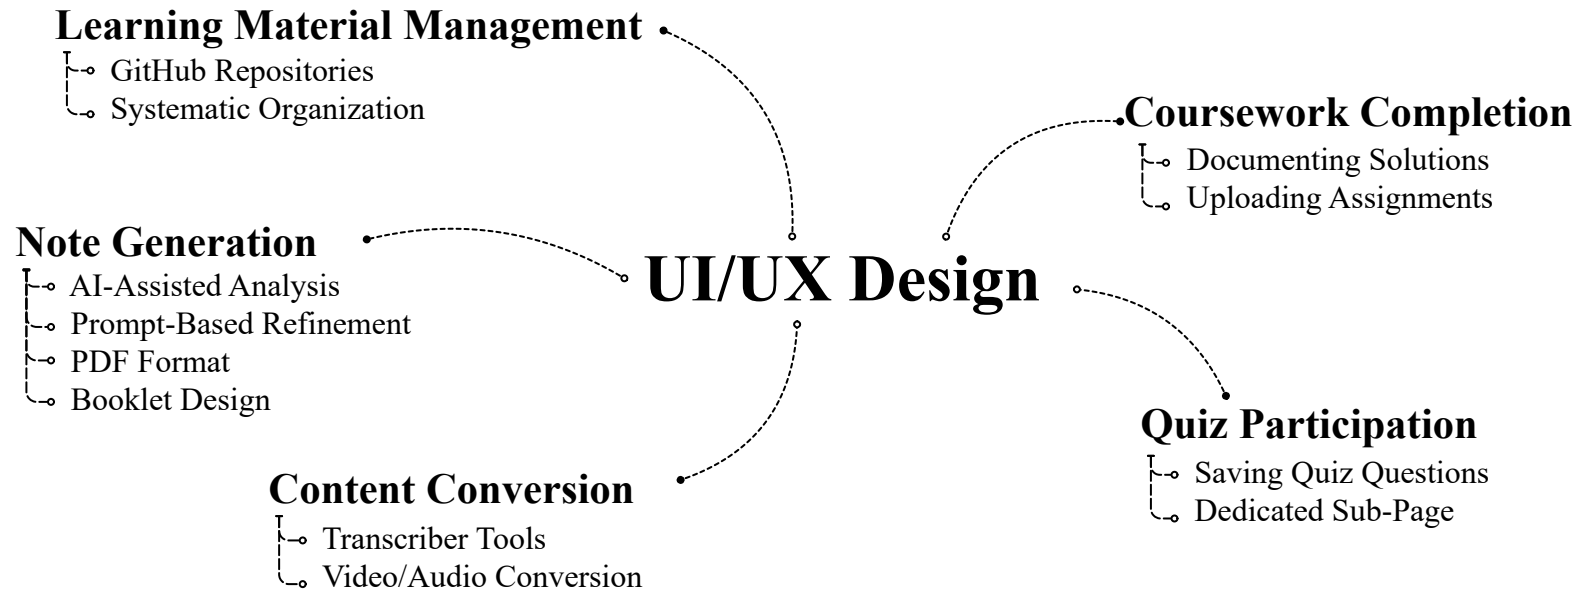 Learning Material Management
GitHub Repositories
Systematic Organization
Coursework Completion
Documenting Solutions
Uploading Assignments
Note Generation
AI-Assisted Analysis
Prompt-Based Refinement
PDF Format
Booklet Design
UI/UX Design
Quiz Participation
Saving Quiz Questions
Dedicated Sub-Page
Content Conversion
Transcriber Tools
Video/Audio Conversion